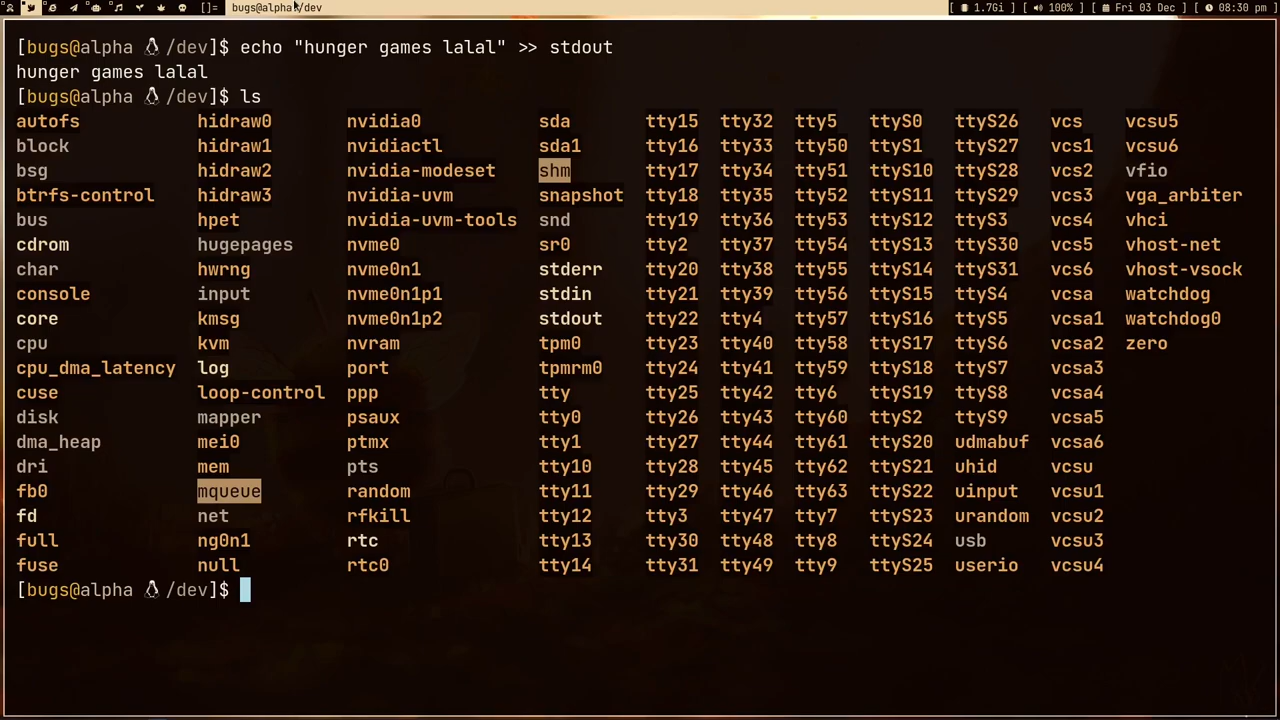 []= bugs@alpha:/dev [ 1.7Gi ] [ 100% ] [ Fri 03 Dec ] [ 08:30 pm ]
[bugs@alpha /dev]$ echo "hunger games lalal" >> stdout
hunger games lalal
[bugs@alpha /dev]$ ls
autofs hidraw0 nvidia0 sda tty15 tty32 tty5 ttyS0 ttyS26 vcs vcsu5
block hidraw1 nvidiactl sda1 tty16 tty33 tty50 ttyS1 ttyS27 vcs1 vcsu6
bsg hidraw2 nvidia-modeset shm tty17 tty34 tty51 ttyS10 ttyS28 vcs2 vfio
btrfs-control hidraw3 nvidia-uvm snapshot tty18 tty35 tty52 ttyS11 ttyS29 vcs3 vga_arbiter
bus hpet nvidia-uvm-tools snd tty19 tty36 tty53 ttyS12 ttyS3 vcs4 vhci
cdrom hugepages nvme0 sr0 tty2 tty37 tty54 ttyS13 ttyS30 vcs5 vhost-net
char hwrng nvme0n1 stderr tty20 tty38 tty55 ttyS14 ttyS31 vcs6 vhost-vsock
console input nvme0n1p1 stdin tty21 tty39 tty56 ttyS15 ttyS4 vcsa watchdog
core kmsg nvme0n1p2 stdout tty22 tty4 tty57 ttyS16 ttyS5 vcsa1 watchdog0
cpu kvm nvram tpm0 tty23 tty40 tty58 ttyS17 ttyS6 vcsa2 zero
cpu_dma_latency log port tpmrm0 tty24 tty41 tty59 ttyS18 ttyS7 vcsa3
cuse loop-control ppp tty tty25 tty42 tty6 ttyS19 ttyS8 vcsa4
disk mapper psaux tty0 tty26 tty43 tty60 ttyS2 ttyS9 vcsa5
dma_heap mei0 ptmx tty1 tty27 tty44 tty61 ttyS20 udmabuf vcsa6
dri mem pts tty10 tty28 tty45 tty62 ttyS21 uhid vcsu
fb0 mqueue random tty11 tty29 tty46 tty63 ttyS22 uinput vcsu1
fd net rfkill tty12 tty3 tty47 tty7 ttyS23 urandom vcsu2
full ng0n1 rtc tty13 tty30 tty48 tty8 ttyS24 usb vcsu3
fuse null rtc0 tty14 tty31 tty49 tty9 ttyS25 userio vcsu4
[bugs@alpha /dev]$